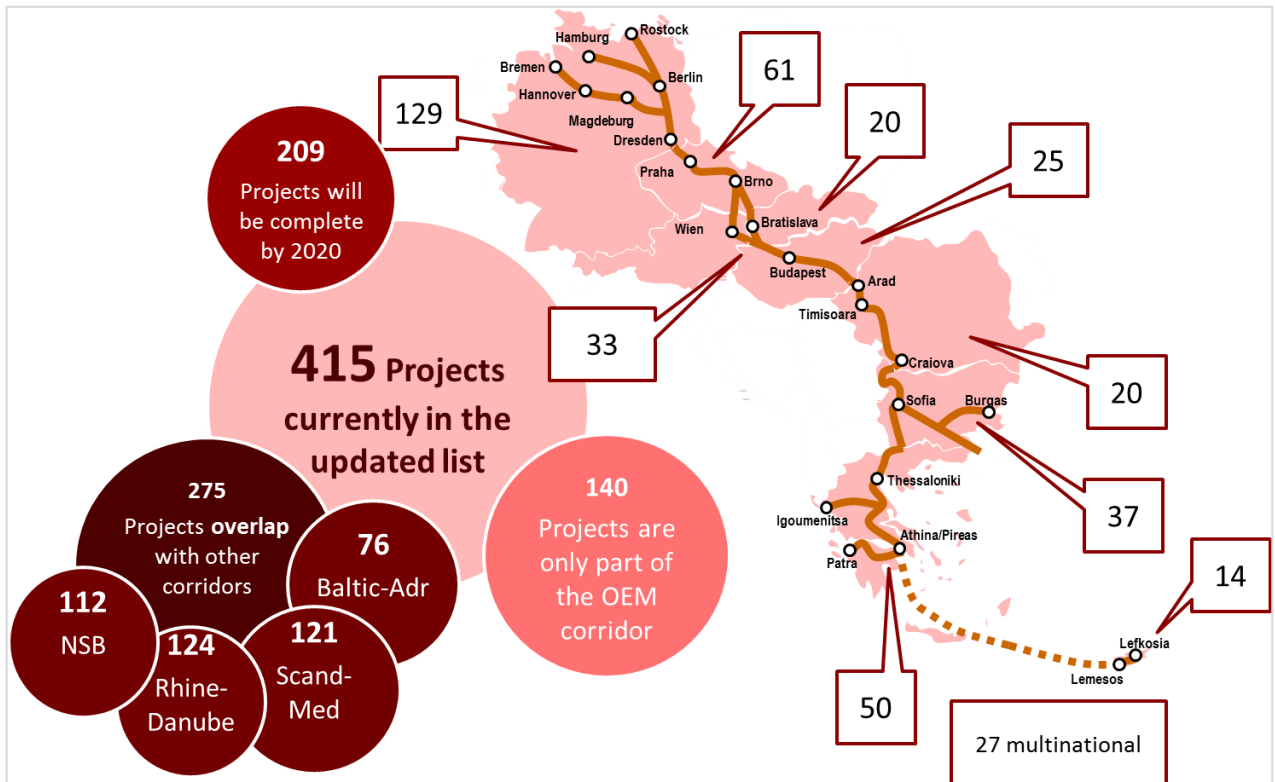 209
Projects will
be complete
by 2020
415 Projects
currently in the
updated list
275
Projects overlap
with other
corridors
76
Baltic-Adr
112
NSB
124
Rhine-
Danube
121
Scand-
Med
140
Projects are
only part of
the OEM
corridor
Rostock
Hamburg
Bremen
Berlin
Hannover
Magdeburg
Dresden
Praha
Brno
Wien
Bratislava
Budapest
Arad
Timisoara
Craiova
Sofia
Burgas
Thessaloniki
Igoumenitsa
Athina/Pireas
Patra
Lefkosia
Lemesos
129
61
20
25
33
20
37
14
50
27 multinational